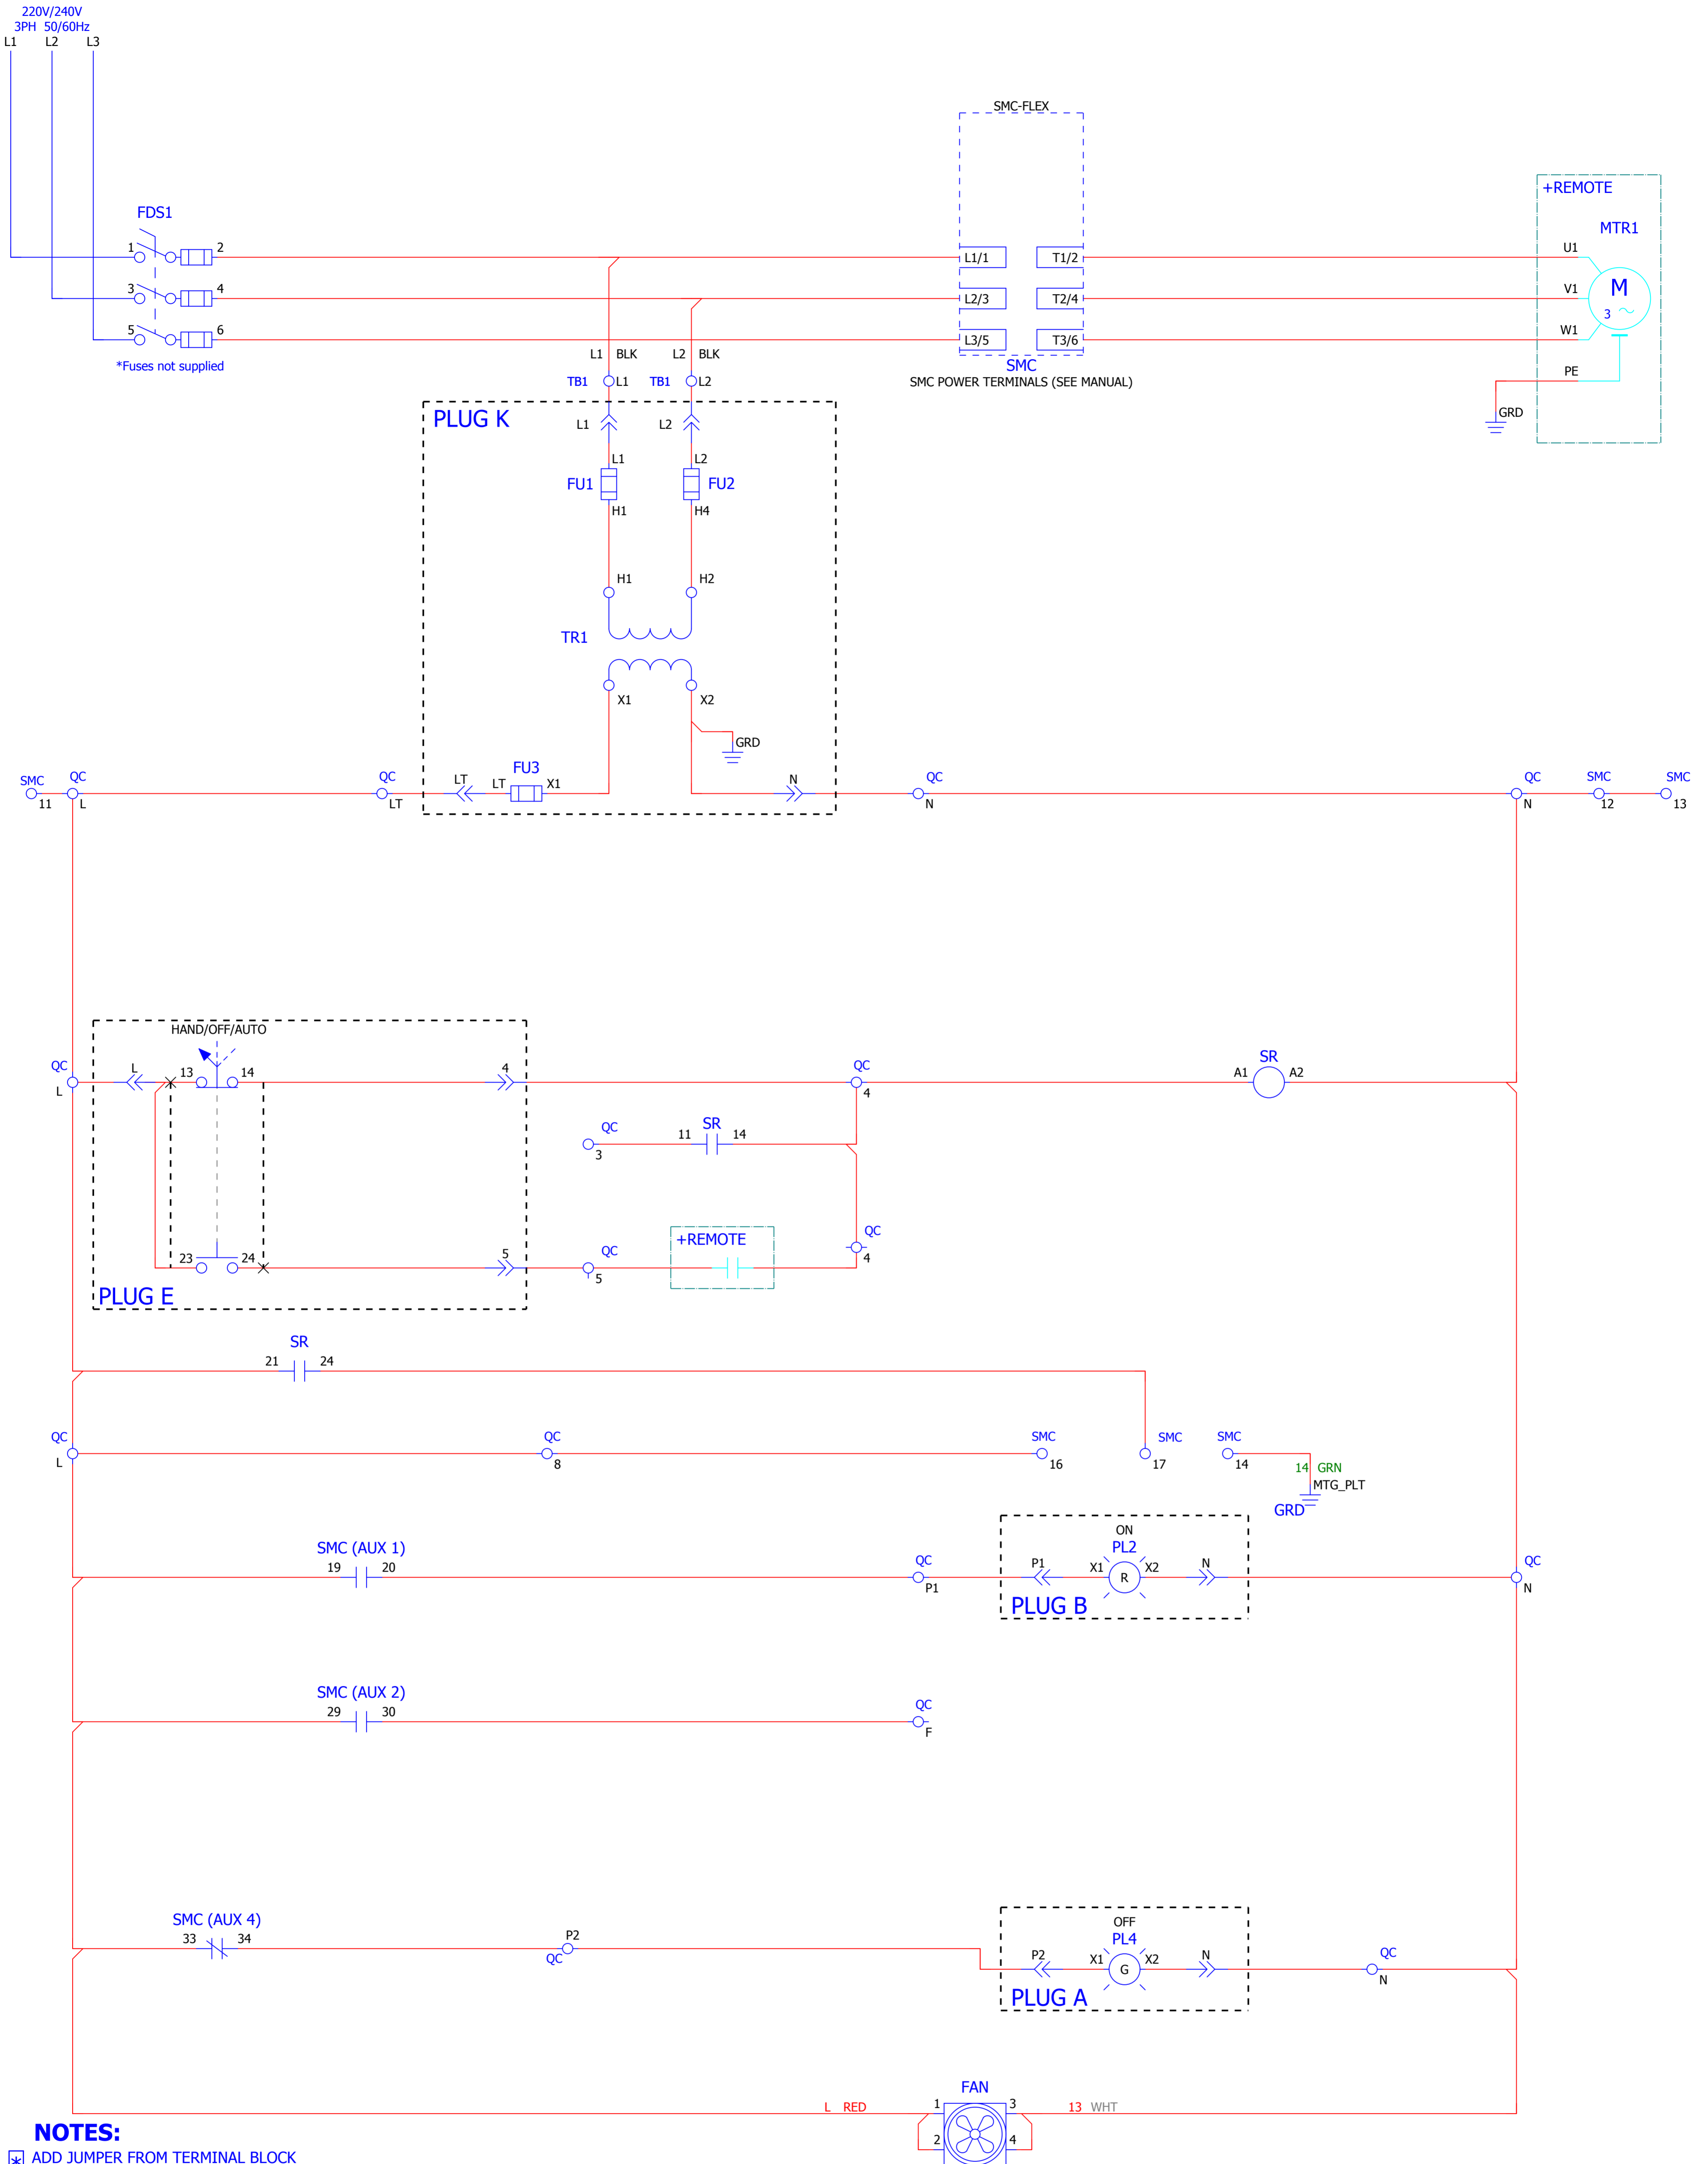 220V/240V
3PH 50/60Hz
L1 L2 L3
SMC-FLEX
+REMOTE
MTR1
FDS1
1 2
L1/1 T1/2
U1
3 4
L2/3 T2/4
V1
M
3
5 6
L3/5 T3/6
W1
*Fuses not supplied
L1 BLK L2 BLK
SMC
SMC POWER TERMINALS (SEE MANUAL)
PE
TB1 L1 TB1 L2
GRD
PLUG K
L1 L2
L1 L2
FU1 FU2
H1 H4
H1 H2
TR1
X1 X2
GRD
SMC QC QC LT LT FU3 X1 N QC QC SMC SMC
11 L LT N N 12 13
HAND/OFF/AUTO
QC L 13 14 4 QC SR
L 4 A1 A2
QC 11 SR 14
3
QC
4
+REMOTE
23 24 5 QC
5
PLUG E
SR
21 24
QC QC SMC SMC SMC
L 8 16 17 14
14 GRN
MTG_PLT
GRD
ON
SMC (AUX 1) PL2
19 20 QC P1 X1 R X2 N QC
P1 N
PLUG B
SMC (AUX 2)
29 30 QC
F
SMC (AUX 4) OFF
33 34 P2 PL4
QC P2 X1 G X2 N QC
N
PLUG A
FAN
L RED 1 3 13 WHT
2 4
NOTES:
* ADD JUMPER FROM TERMINAL BLOCK